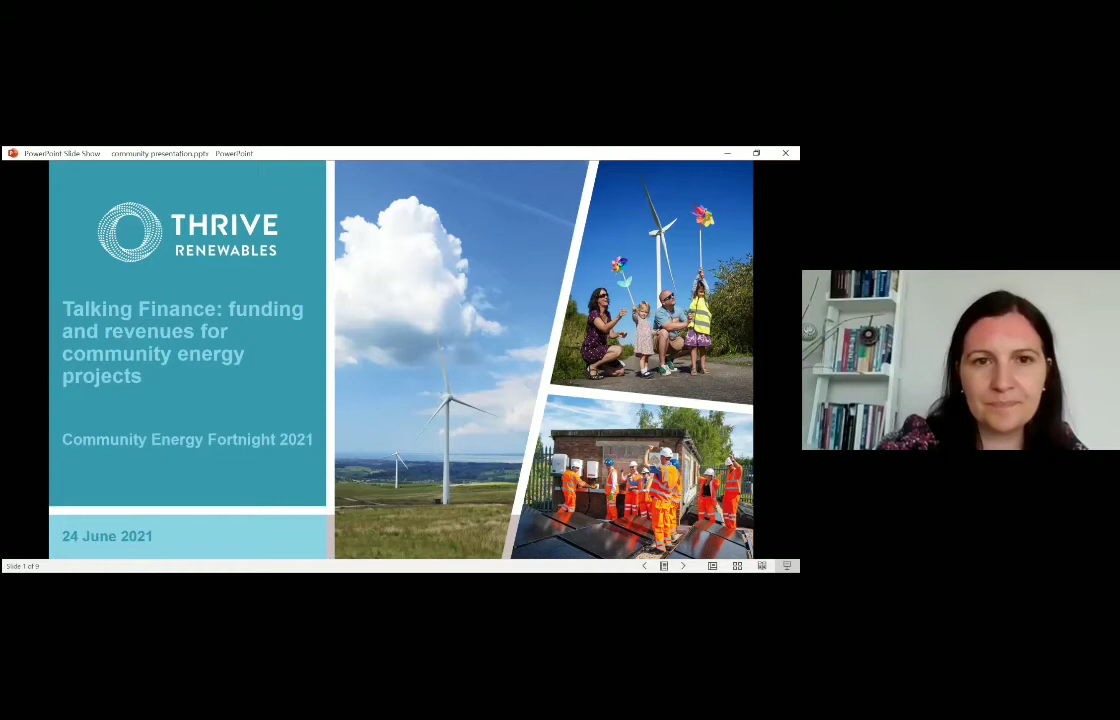 PowerPoint Slide Show
community presentation.pptx
PowerPoint
THRIVE
RENEWABLES
Talking Finance: funding
and revenues for
community energy
projects
Community Energy Fortnight 2021
24 June 2021
Slide 1 of 9